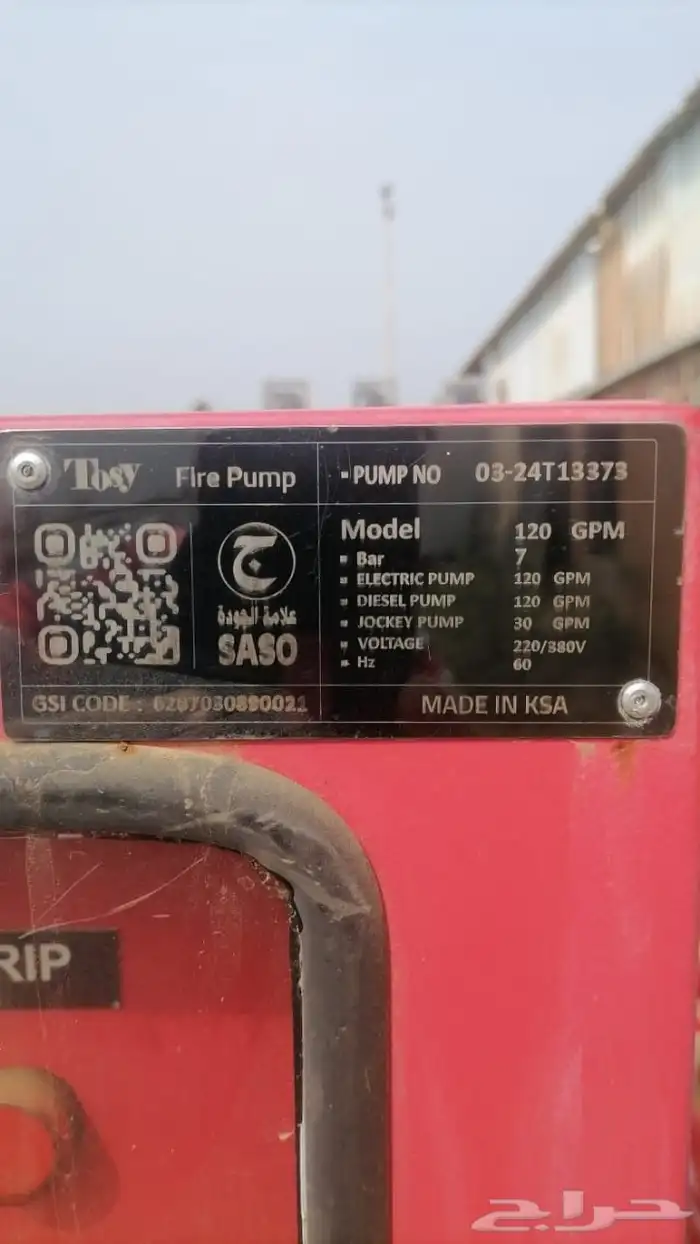 Tosy Fire Pump
PUMP NO 03-24T13373
علامة الجودة
SASO
Model 120 GPM
Bar 7
ELECTRIC PUMP 120 GPM
DIESEL PUMP 120 GPM
JOCKEY PUMP 30 GPM
VOLTAGE 220/380V
Hz 60
GSI CODE :
MADE IN KSA
RIP
حراج